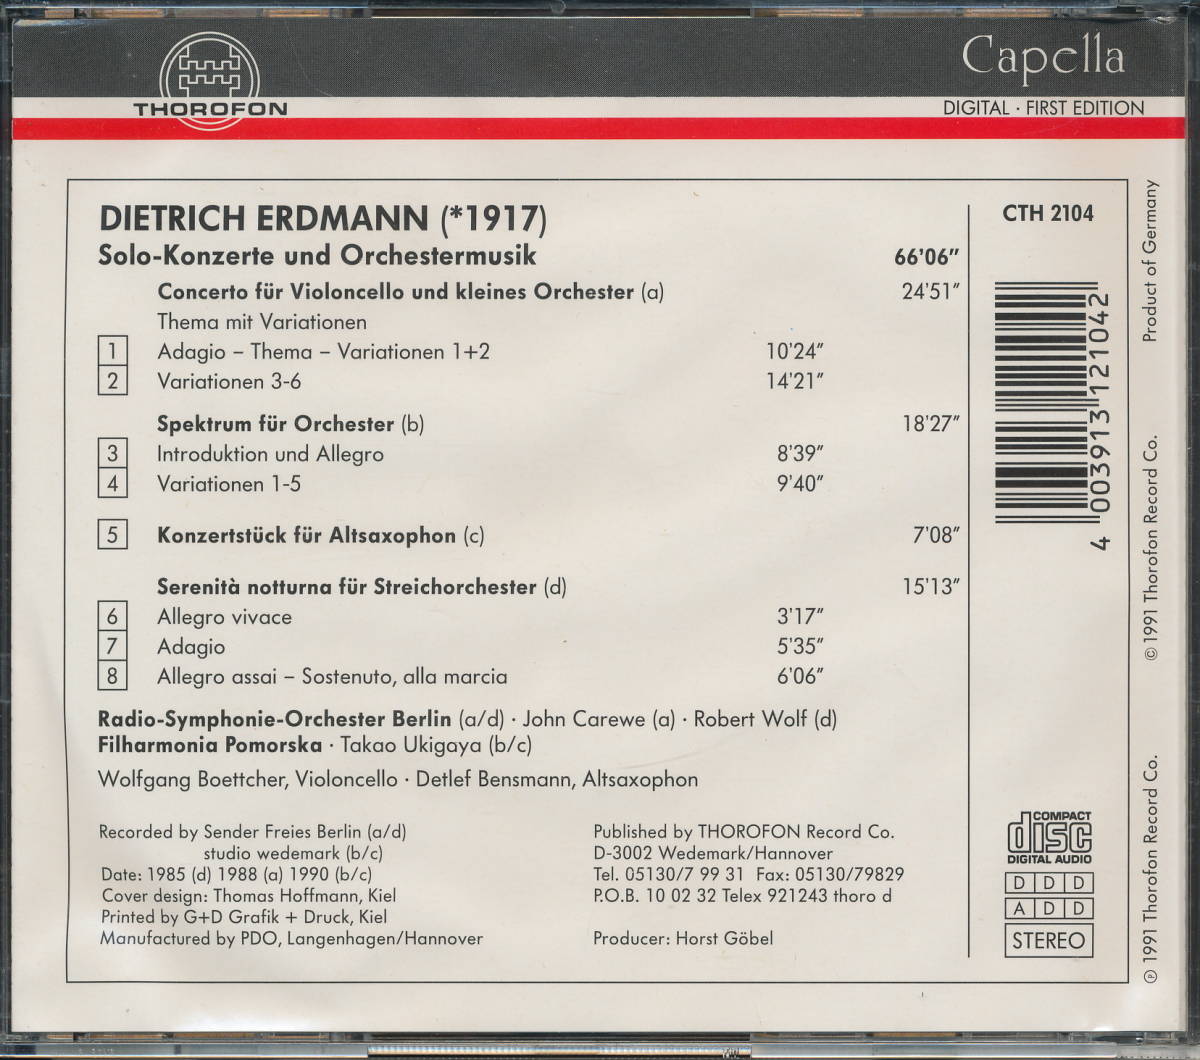 THOROFON
Capella
DIGITAL · FIRST EDITION
DIETRICH ERDMANN (*1917)
Solo-Konzerte und Orchestermusik 66'06"
Concerto für Violoncello und kleines Orchester (a) 24'51"
Thema mit Variationen
1 Adagio – Thema – Variationen 1+2 10'24"
2 Variationen 3-6 14'21"
Spektrum für Orchester (b) 18'27"
3 Introduktion und Allegro 8'39"
4 Variationen 1-5 9'40"
5 Konzertstück für Altsaxophon (c) 7'08"
Serenità notturna für Streichorchester (d) 15'13"
6 Allegro vivace 3'17"
7 Adagio 5'35"
8 Allegro assai – Sostenuto, alla marcia 6'06"
Radio-Symphonie-Orchester Berlin (a/d) · John Carewe (a) · Robert Wolf (d)
Filharmonia Pomorska · Takao Ukigaya (b/c)
Wolfgang Boettcher, Violoncello · Detlef Bensmann, Altsaxophon
Recorded by Sender Freies Berlin (a/d)
studio wedemark (b/c)
Date: 1985 (d) 1988 (a) 1990 (b/c)
Cover design: Thomas Hoffmann, Kiel
Printed by G+D Grafik + Druck, Kiel
Manufactured by PDO, Langenhagen/Hannover
Published by THOROFON Record Co.
D-3002 Wedemark/Hannover
Tel. 05130/7 99 31 Fax: 05130/79829
P.O.B. 10 02 32 Telex 921243 thoro d
Producer: Horst Göbel
CTH 2104
4 003913 121042
COMPACT
disc
DIGITAL AUDIO
D D D
A D D
STEREO
Product of Germany
© 1991 Thorofon Record Co.
℗ 1991 Thorofon Record Co.